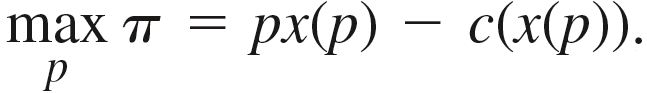 max π = px(p) − c(x(p)).
p